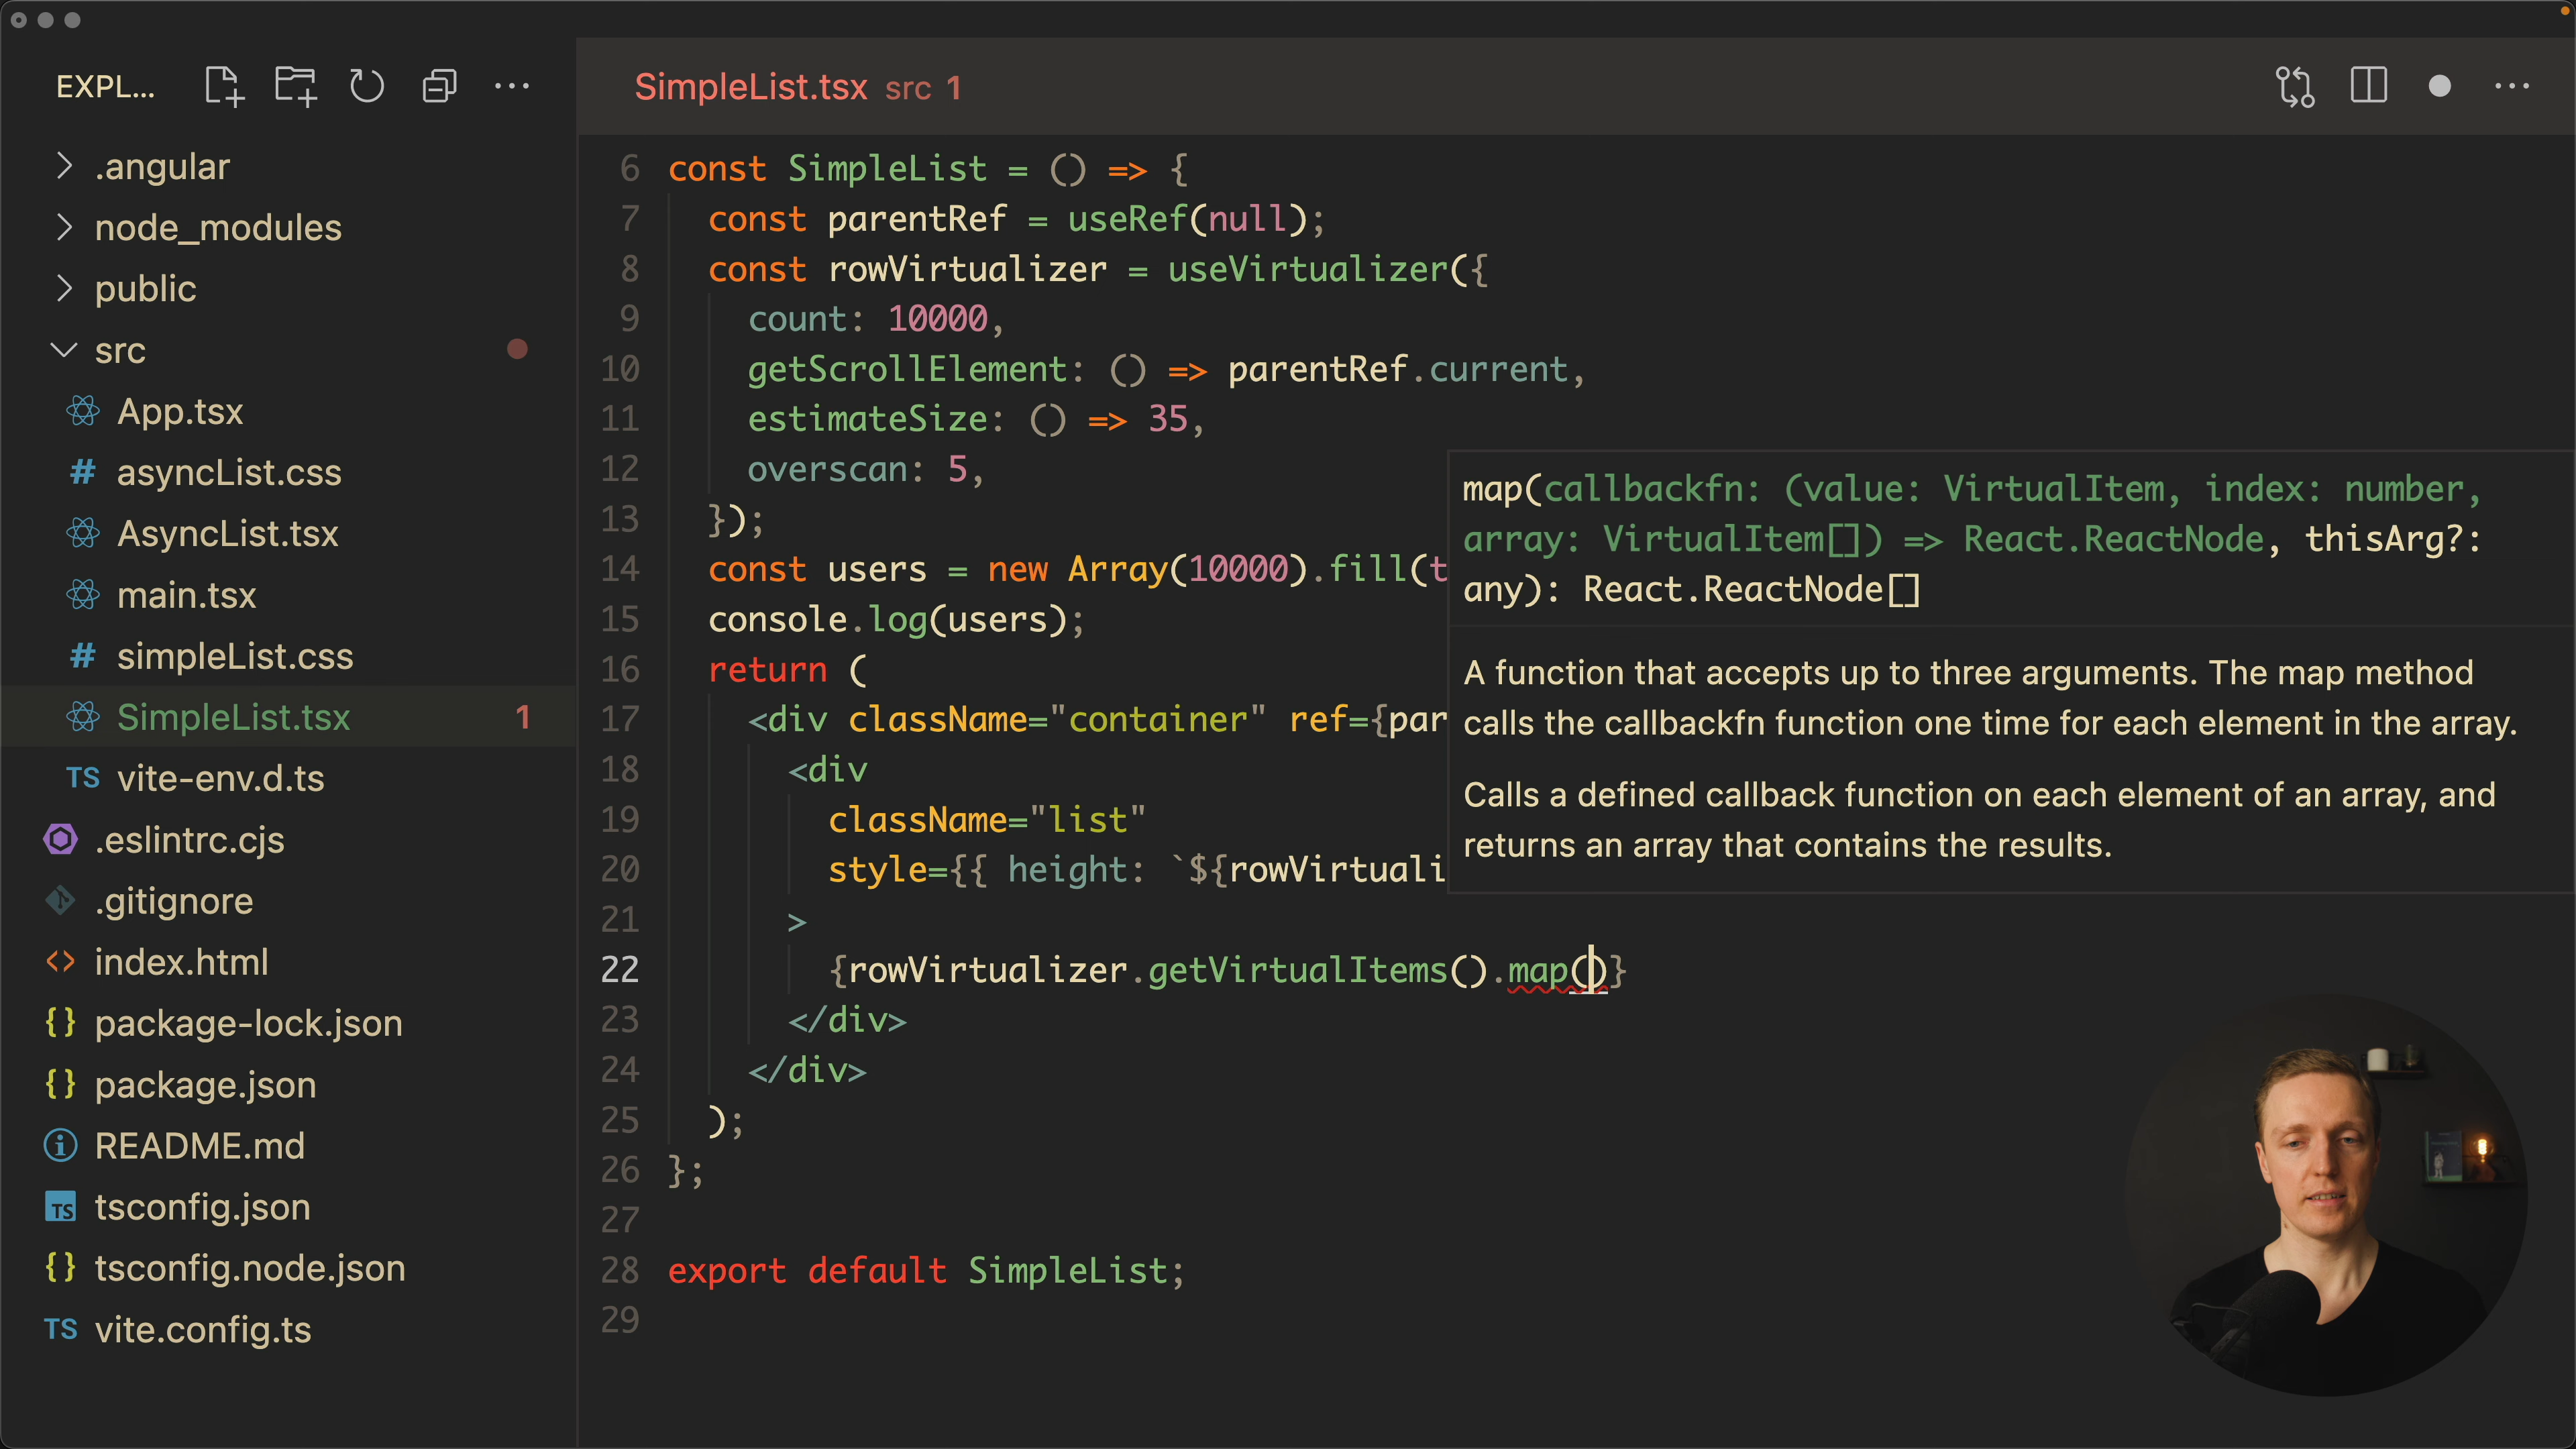 EXPL...
.angular
node_modules
public
src
App.tsx
# asyncList.css
AsyncList.tsx
main.tsx
# simpleList.css
SimpleList.tsx 1
TS vite-env.d.ts
.eslintrc.cjs
.gitignore
<> index.html
{} package-lock.json
{} package.json
README.md
TS tsconfig.json
{} tsconfig.node.json
TS vite.config.ts
SimpleList.tsx src 1
6 const SimpleList = () => {
7 const parentRef = useRef(null);
8 const rowVirtualizer = useVirtualizer({
9 count: 10000,
10 getScrollElement: () => parentRef.current,
11 estimateSize: () => 35,
12 overscan: 5,
13 });
14 const users = new Array(10000).fill(t
15 console.log(users);
16 return (
17 <div className="container" ref={par
18 <div
19 className="list"
20 style={{ height: `${rowVirtuali
21 >
22 {rowVirtualizer.getVirtualItems().map()}
23 </div>
24 </div>
25 );
26 };
27
28 export default SimpleList;
29
map(callbackfn: (value: VirtualItem, index: number,
array: VirtualItem[]) => React.ReactNode, thisArg?:
any): React.ReactNode[]
A function that accepts up to three arguments. The map method
calls the callbackfn function one time for each element in the array.
Calls a defined callback function on each element of an array, and
returns an array that contains the results.